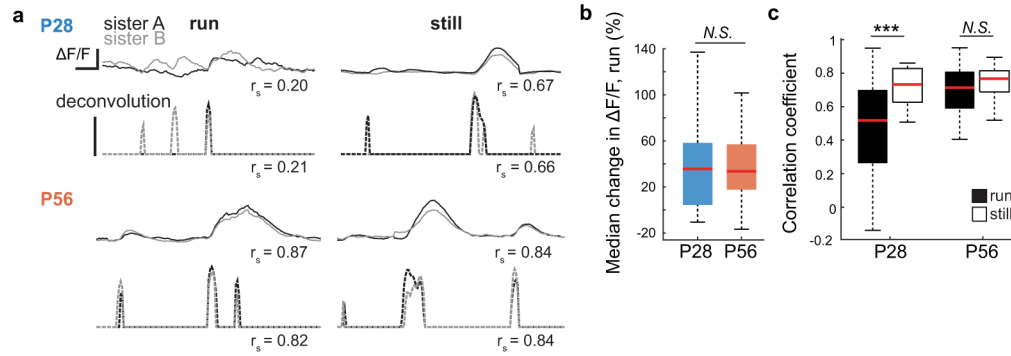 a
P28
sister A
sister B
run
still
ΔF/F
r_s = 0.20
r_s = 0.67
deconvolution
r_s = 0.21
r_s = 0.66
P56
r_s = 0.87
r_s = 0.84
r_s = 0.82
r_s = 0.84
b
N.S.
Median change in ΔF/F, run (%)
140
100
60
20
-20
P28 P56
c
***
N.S.
Correlation coefficient
1.0
0.8
0.6
0.4
0.2
0
-0.2
run
still
P28 P56